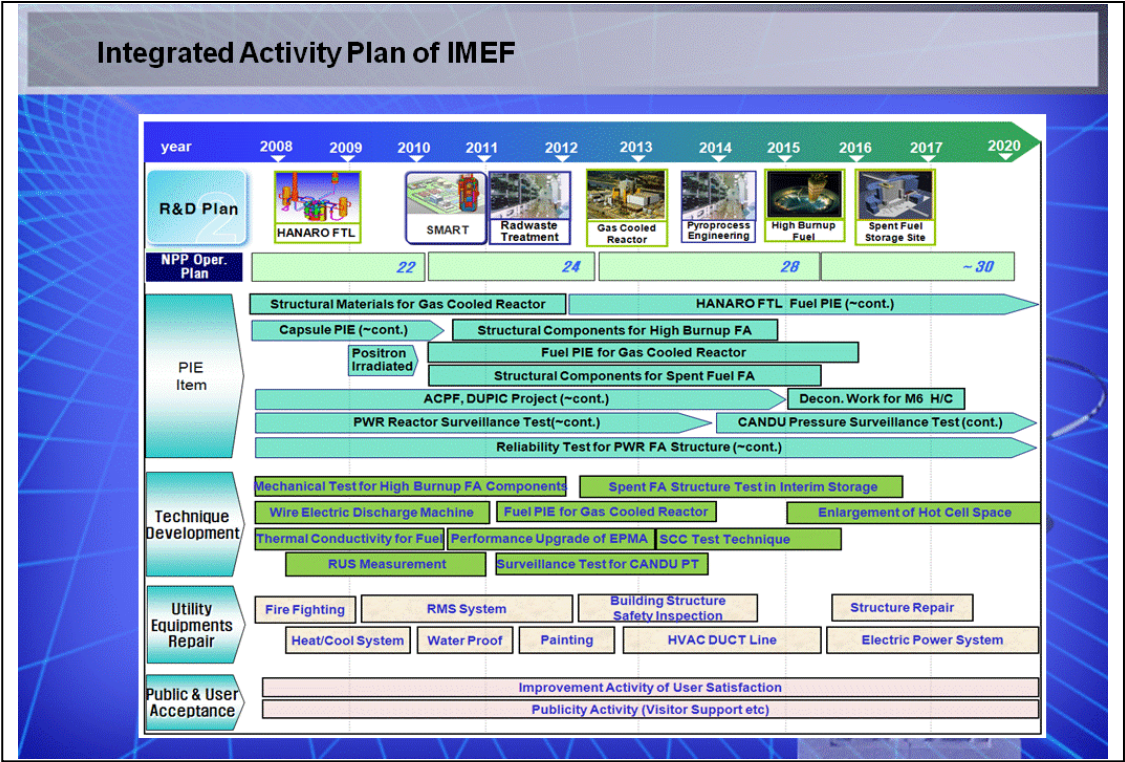 Integrated Activity Plan of IMEF
year
2008
2009
2010
2011
2012
2013
2014
2015
2016
2017
2020
R&D Plan
2
HANARO FTL
SMART
Radwaste
Treatment
Gas Cooled
Reactor
Pyroprocess
Engineering
High Burnup
Fuel
Spent Fuel
Storage Site
NPP Oper.
Plan
22
24
28
~ 30
PIE
Item
Structural Materials for Gas Cooled Reactor
HANARO FTL Fuel PIE (~cont.)
Capsule PIE (~cont.)
Structural Components for High Burnup FA
Positron
Irradiated
Fuel PIE for Gas Cooled Reactor
Structural Components for Spent Fuel FA
ACPF, DUPIC Project (~cont.)
Decon. Work for M6 H/C
PWR Reactor Surveillance Test(~cont.)
CANDU Pressure Surveillance Test (cont.)
Reliability Test for PWR FA Structure (~cont.)
Technique
Development
Mechanical Test for High Burnup FA Components
Spent FA Structure Test in Interim Storage
Wire Electric Discharge Machine
Fuel PIE for Gas Cooled Reactor
Enlargement of Hot Cell Space
Thermal Conductivity for Fuel
Performance Upgrade of EPMA
SCC Test Technique
RUS Measurement
Surveillance Test for CANDU PT
Utility
Equipments
Repair
Fire Fighting
RMS System
Building Structure
Safety Inspection
Structure Repair
Heat/Cool System
Water Proof
Painting
HVAC DUCT Line
Electric Power System
Public & User
Acceptance
Improvement Activity of User Satisfaction
Publicity Activity (Visitor Support etc)